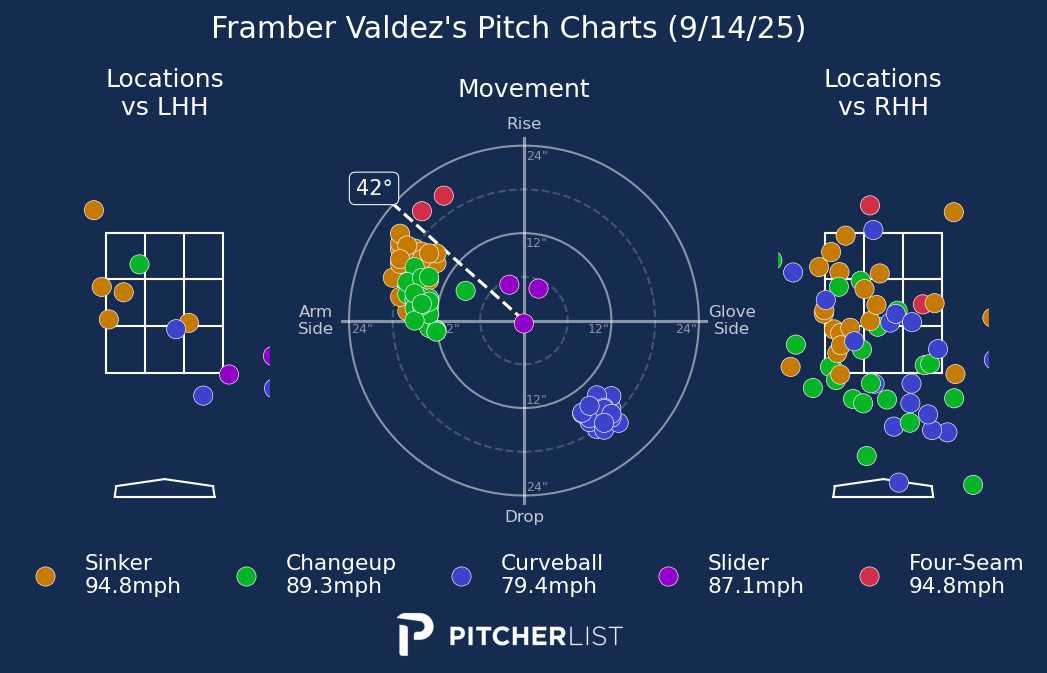 Framber Valdez's Pitch Charts (9/14/25)
Locations
vs LHH
Movement
Locations
vs RHH
Rise
24"
42°
12"
Arm
Side
24"
2"
12"
24"
Glove
Side
12"
24"
Drop
Sinker
94.8mph
Changeup
89.3mph
Curveball
79.4mph
Slider
87.1mph
Four-Seam
94.8mph
PITCHERLIST